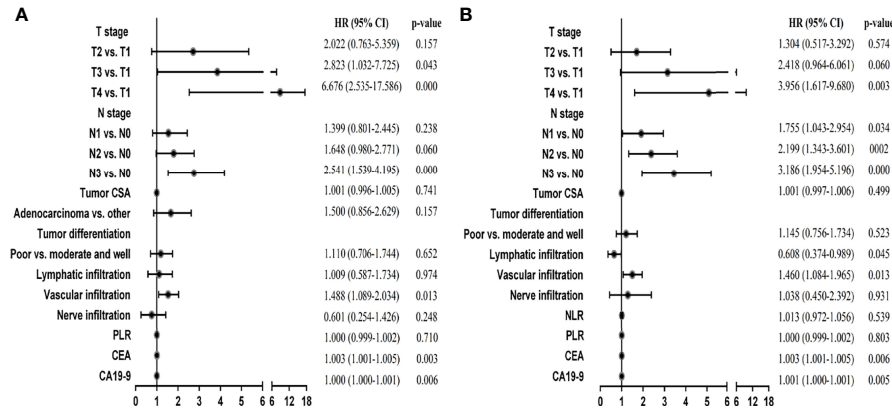 A
HR (95% CI) p-value
T stage
T2 vs. T1 2.022 (0.763-5.359) 0.157
T3 vs. T1 2.823 (1.032-7.725) 0.043
T4 vs. T1 6.676 (2.535-17.586) 0.000
N stage
N1 vs. N0 1.399 (0.801-2.445) 0.238
N2 vs. N0 1.648 (0.980-2.771) 0.060
N3 vs. N0 2.541 (1.539-4.195) 0.000
Tumor CSA 1.001 (0.996-1.005) 0.741
Adenocarcinoma vs. other 1.500 (0.856-2.629) 0.157
Tumor differentiation
Poor vs. moderate and well 1.110 (0.706-1.744) 0.652
Lymphatic infiltration 1.009 (0.587-1.734) 0.974
Vascular infiltration 1.488 (1.089-2.034) 0.013
Nerve infiltration 0.601 (0.254-1.426) 0.248
PLR 1.000 (0.999-1.002) 0.710
CEA 1.003 (1.001-1.005) 0.003
CA19-9 1.000 (1.000-1.001) 0.006
0 1 2 3 4 5 6 6 12 18
B
HR (95% CI) p-value
T stage
T2 vs. T1 1.304 (0.517-3.292) 0.574
T3 vs. T1 2.418 (0.964-6.061) 0.060
T4 vs. T1 3.956 (1.617-9.680) 0.003
N stage
N1 vs. N0 1.755 (1.043-2.954) 0.034
N2 vs. N0 2.199 (1.343-3.601) 0002
N3 vs. N0 3.186 (1.954-5.196) 0.000
Tumor CSA 1.001 (0.997-1.006) 0.499
Tumor differentiation
Poor vs. moderate and well 1.145 (0.756-1.734) 0.523
Lymphatic infiltration 0.608 (0.374-0.989) 0.045
Vascular infiltration 1.460 (1.084-1.965) 0.013
Nerve infiltration 1.038 (0.450-2.392) 0.931
NLR 1.013 (0.972-1.056) 0.539
PLR 1.000 (0.999-1.002) 0.803
CEA 1.003 (1.001-1.005) 0.006
CA19-9 1.001 (1.000-1.001) 0.005
0 1 2 3 4 5 6 6 12 18